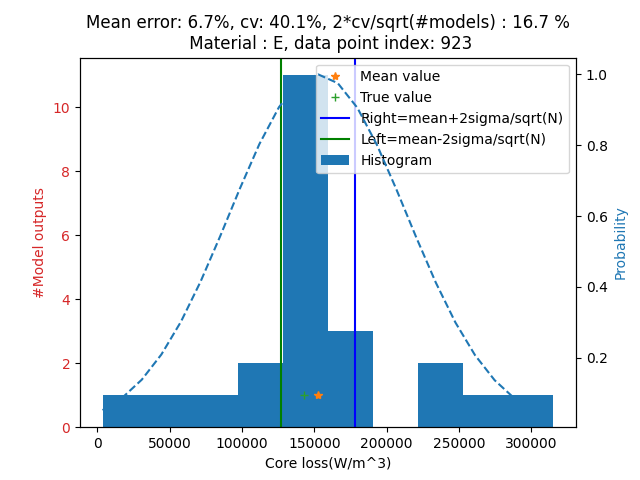 Mean error: 6.7%, cv: 40.1%, 2*cv/sqrt(#models) : 16.7 %
Material : E, data point index: 923
Mean value
True value
Right=mean+2sigma/sqrt(N)
Left=mean-2sigma/sqrt(N)
Histogram
#Model outputs
10
8
6
4
2
0
1.0
0.8
0.6
0.4
0.2
Probability
0 50000 100000 150000 200000 250000 300000
Core loss(W/m^3)